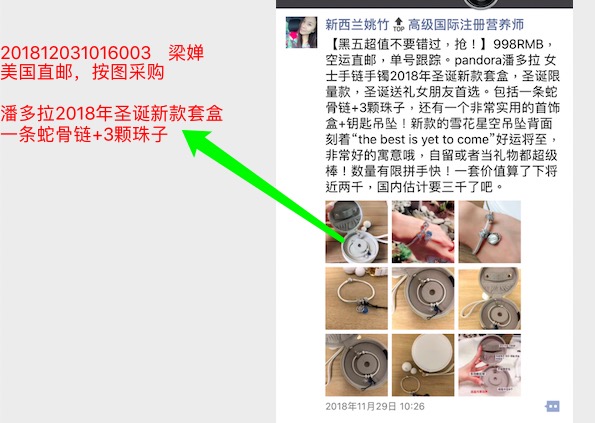 201812031016003 梁婵
美国直邮，按图采购
潘多拉2018年圣诞新款套盒
一条蛇骨链+3颗珠子
新西兰姚竹 TOP 高级国际注册营养师
【黑五超值不要错过，抢！】998RMB，
空运直邮，单号跟踪。pandora潘多拉 女
士手链手镯2018年圣诞新款套盒，圣诞限
量款，圣诞送礼女朋友首选。包括一条蛇
骨链+3颗珠子，还有一个非常实用的首饰
盒+钥匙吊坠！新款的雪花星空吊坠背面
刻着“the best is yet to come”好运将至，
非常好的寓意哦，自留或者当礼物都超级
棒！数量有限拼手快！一套价值算了下将
近两千，国内估计要三千了吧。
2018年11月29日 10:26